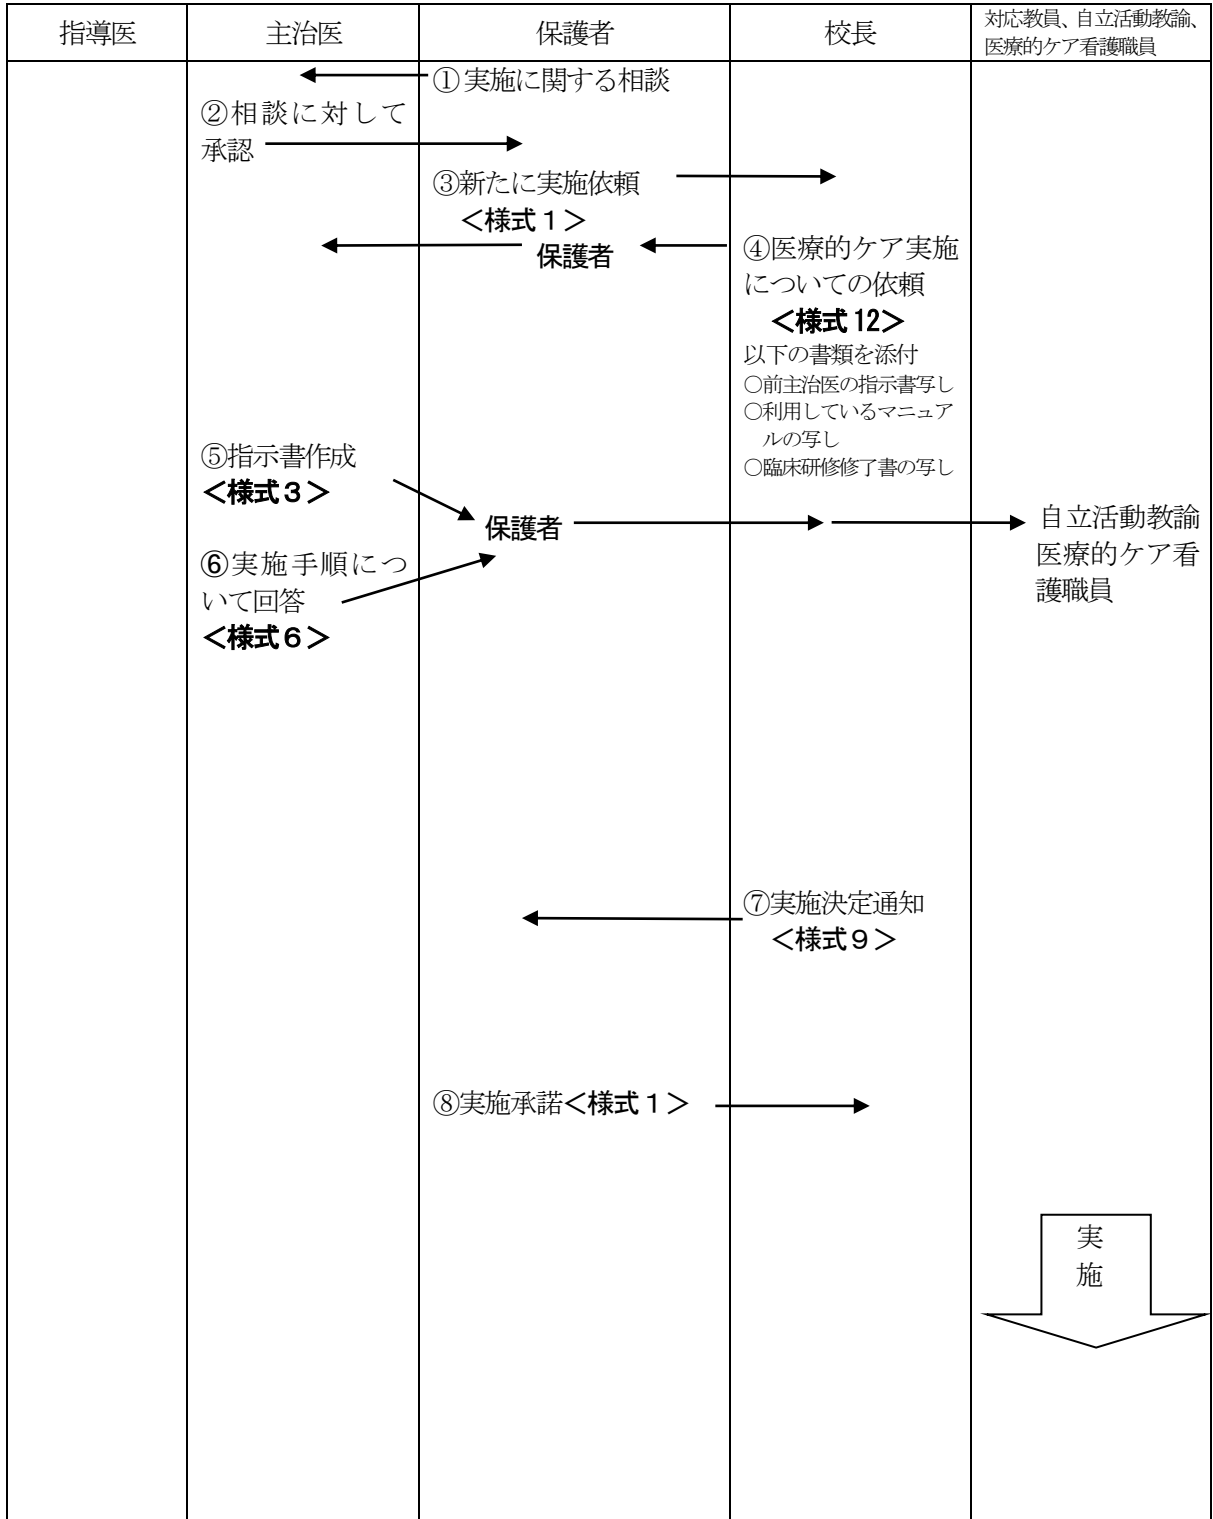 指導医
主治医
保護者
校長
対応教員、自立活動教諭、
医療的ケア看護職員
①実施に関する相談
②相談に対して
承認
③新たに実施依頼
＜様式１＞
保護者
④医療的ケア実施
についての依頼
＜様式12＞
以下の書類を添付
○前主治医の指示書写し
○利用しているマニュア
ルの写し
○臨床研修修了書の写し
⑤指示書作成
＜様式３＞
保護者
自立活動教諭
医療的ケア看
護職員
⑥実施手順につ
いて回答
＜様式６＞
⑦実施決定通知
＜様式９＞
⑧実施承諾＜様式１＞
実
施